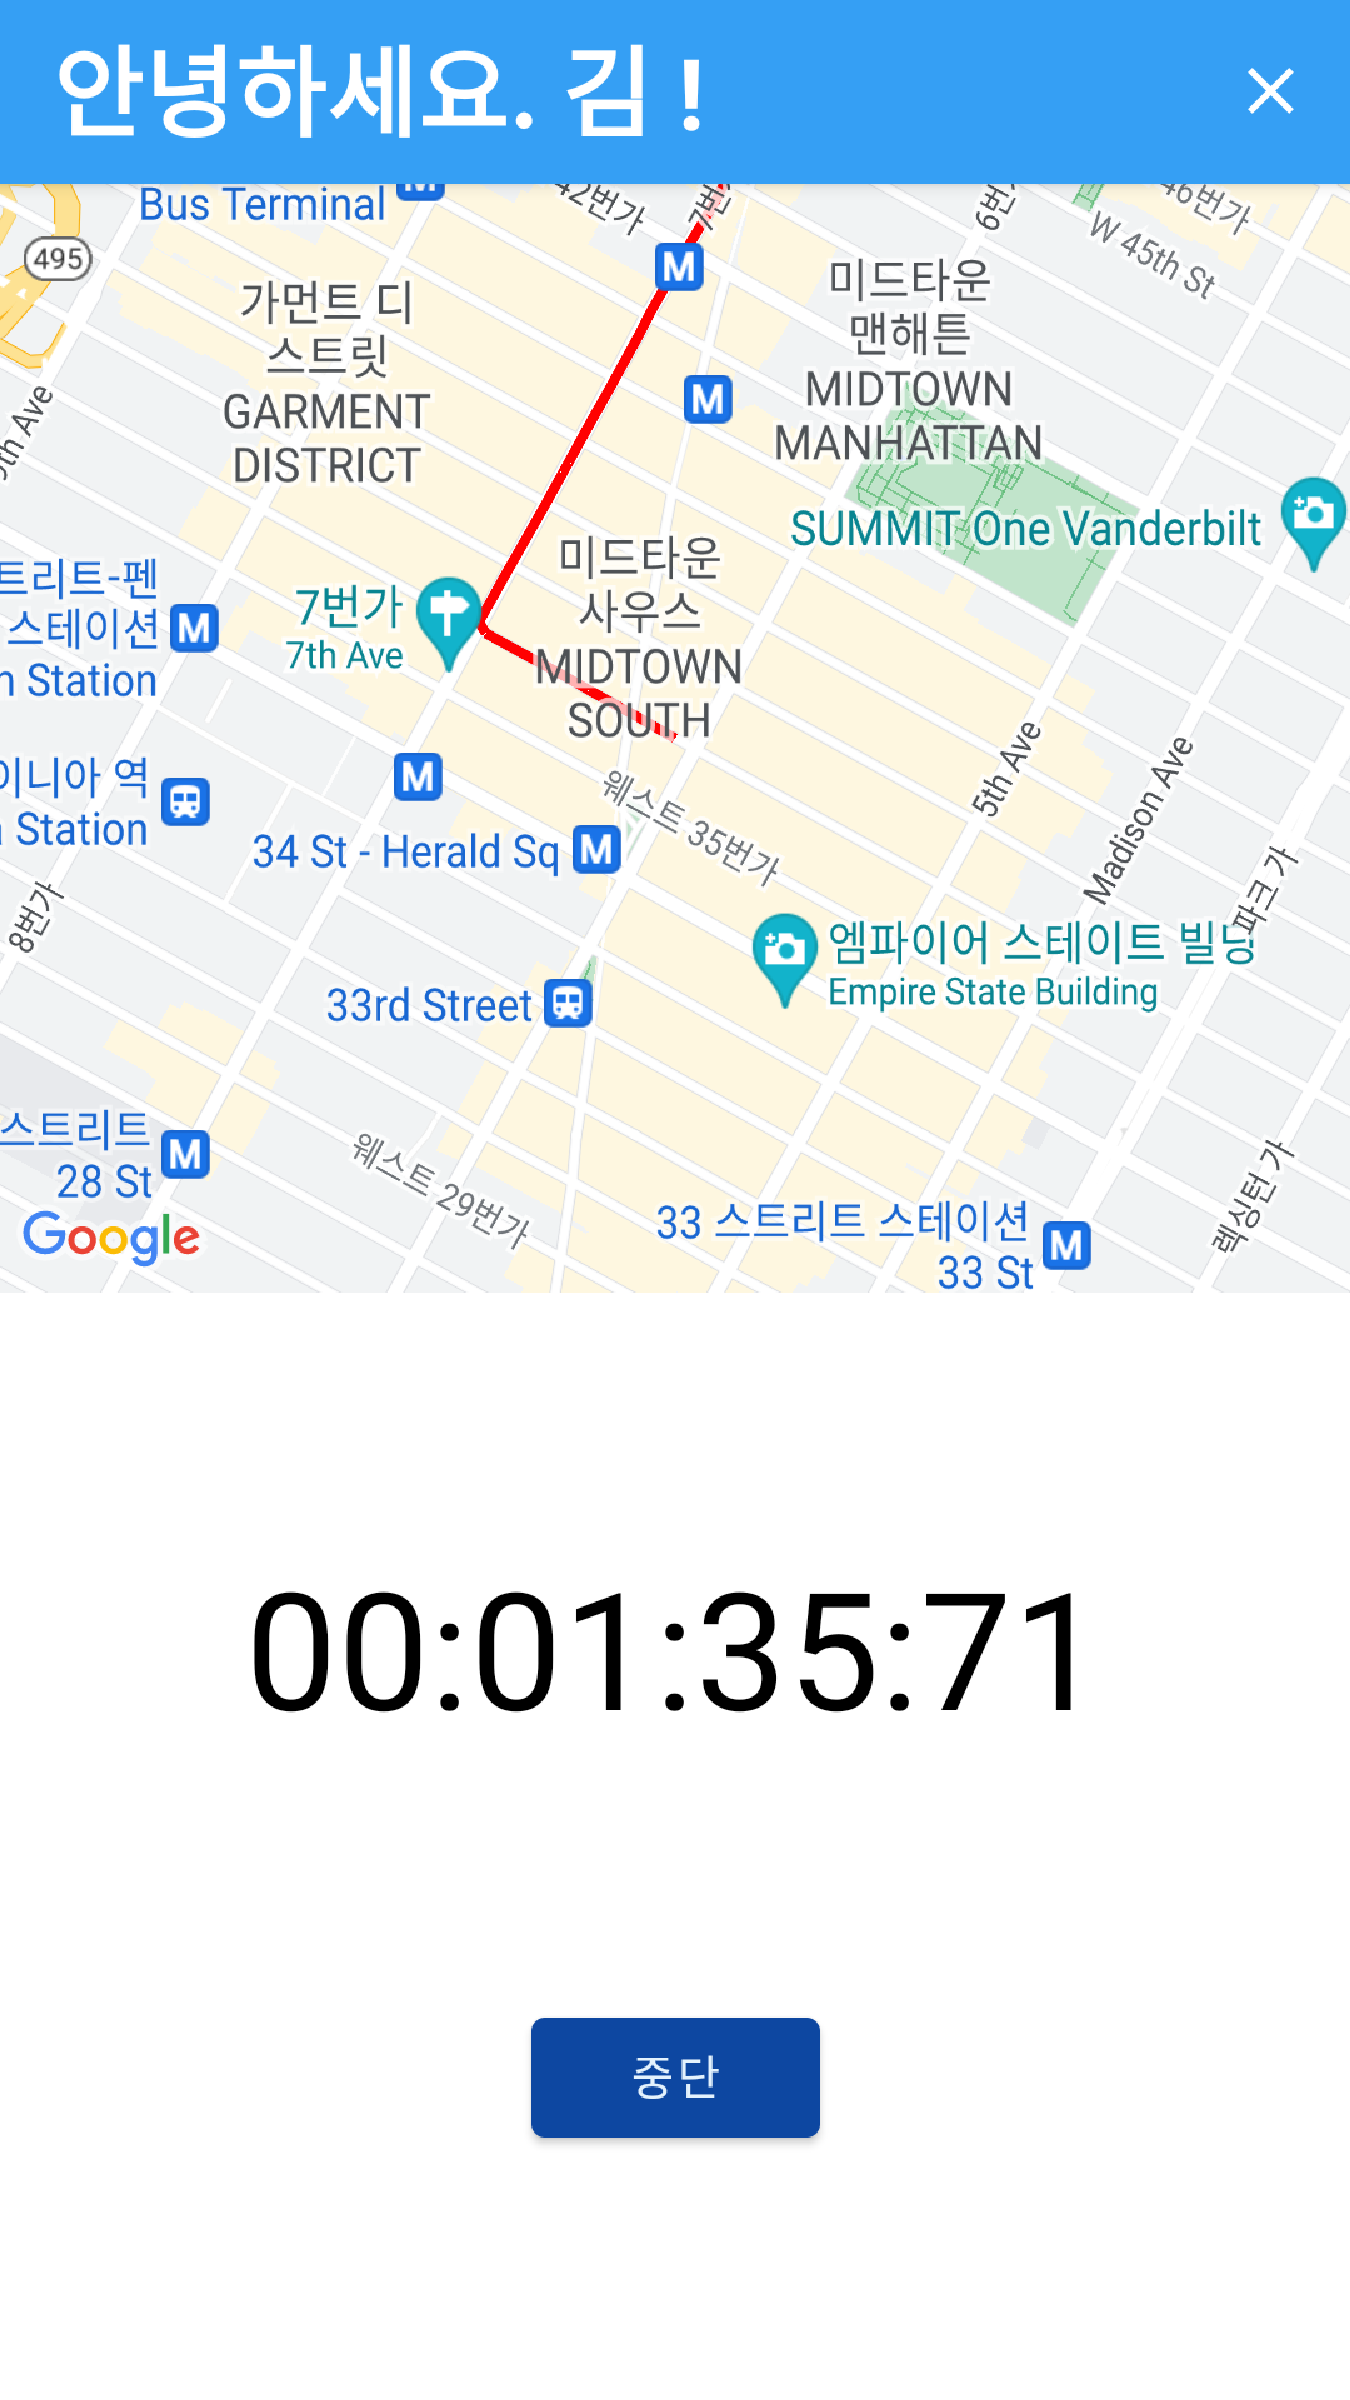 안녕하세요. 김 !
Bus Terminal
42번가
46번가
W 45th St
495
가먼트 디
스트릿
GARMENT
DISTRICT
미드타운
맨해튼
MIDTOWN
MANHATTAN
M
M
SUMMIT One Vanderbilt
미드타운
사우스
MIDTOWN
SOUTH
7번가
7th Ave
트리트-펜
스테이션
M
n Station
M
이니아 역
Station
34 St - Herald Sq
M
웨스트 35번가
5th Ave
Madison Ave
파크 가
8번가
엠파이어 스테이트 빌딩
Empire State Building
33rd Street
스트리트
28 St
M
웨스트 29번가
33 스트리트 스테이션
33 St
M
렉싱턴 가
Google
00:01:35:71
중단